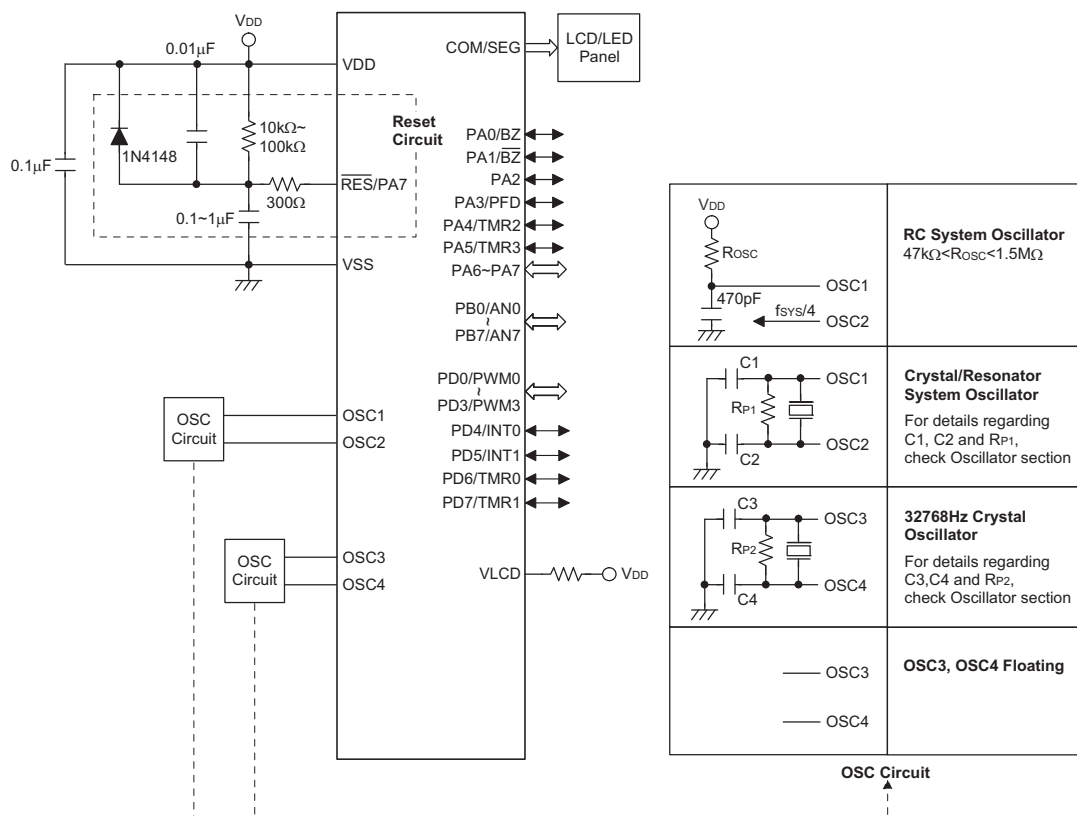 VDD
0.01μF
VDD
COM/SEG
LCD/LED
Panel
Reset
Circuit
10kΩ~
100kΩ
1N4148
0.1μF
RES/PA7
300Ω
0.1~1μF
VSS
PA0/BZ
PA1/BZ
PA2
PA3/PFD
PA4/TMR2
PA5/TMR3
PA6~PA7
PB0/AN0
~
PB7/AN7
PD0/PWM0
~
PD3/PWM3
PD4/INT0
PD5/INT1
PD6/TMR0
PD7/TMR1
OSC
Circuit
OSC1
OSC2
OSC
Circuit
OSC3
OSC4
VLCD
VDD
VDD
ROSC
OSC1
470pF
fSYS/4
OSC2
RC System Oscillator
47kΩ<ROSC<1.5MΩ
C1
OSC1
RP1
OSC2
C2
Crystal/Resonator
System Oscillator
For details regarding
C1, C2 and RP1,
check Oscillator section
C3
OSC3
RP2
OSC4
C4
32768Hz Crystal
Oscillator
For details regarding
C3,C4 and RP2,
check Oscillator section
OSC3
OSC4
OSC3, OSC4 Floating
OSC Circuit